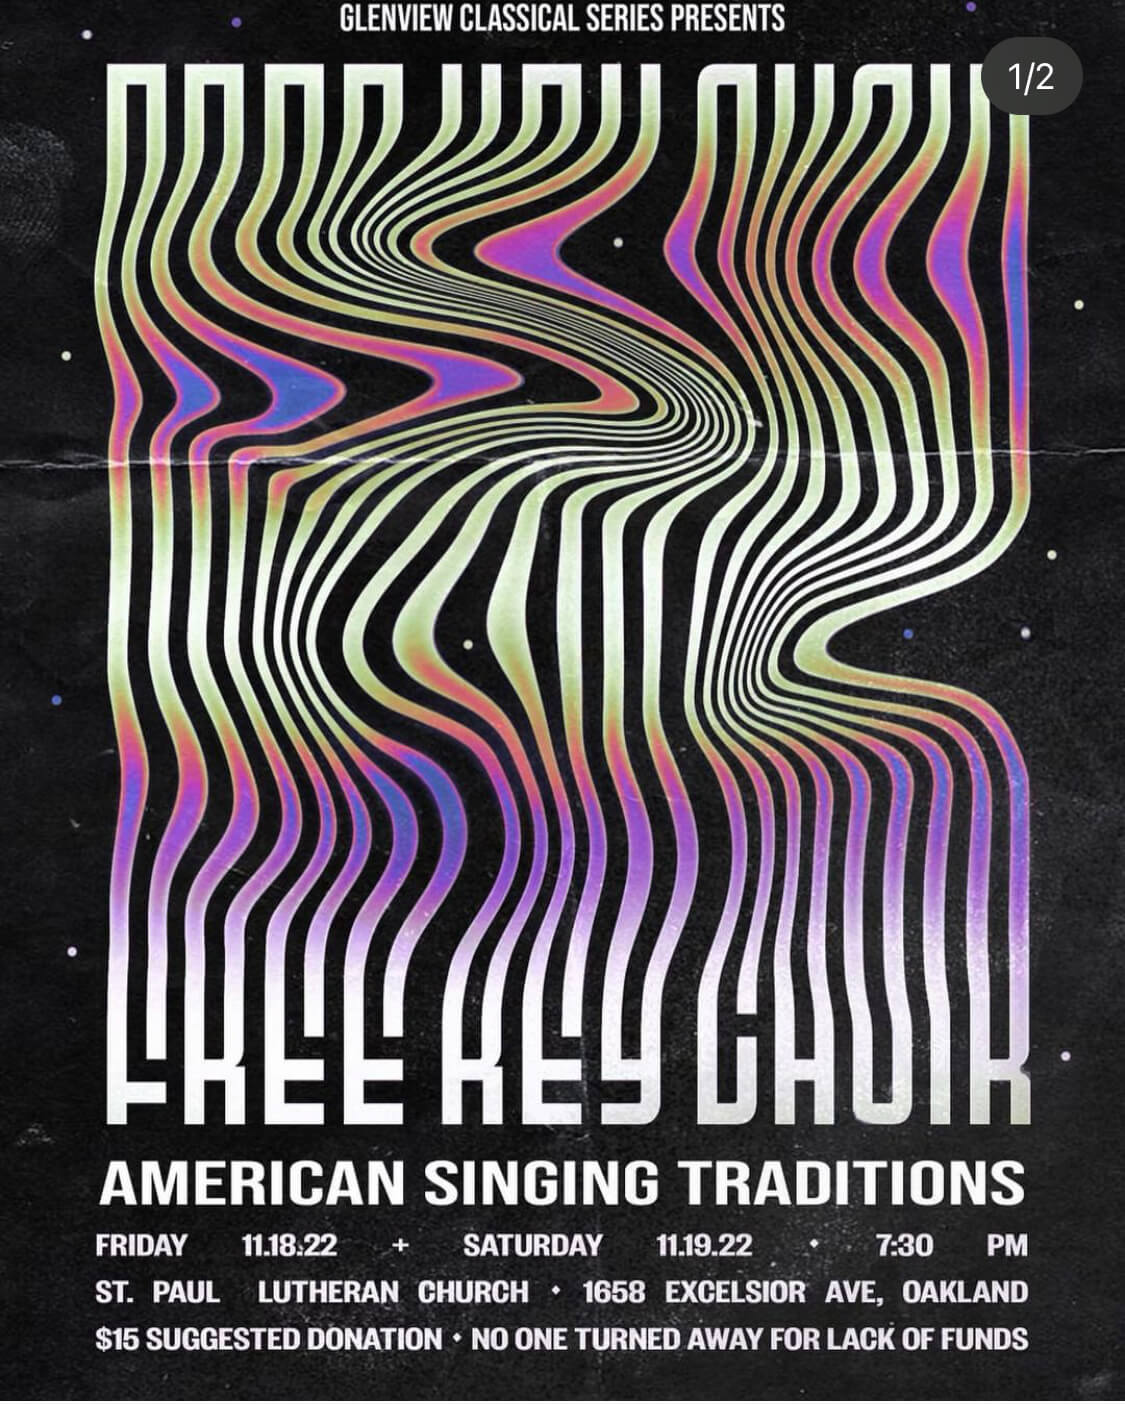 GLENVIEW CLASSICAL SERIES PRESENTS
1/2
FREE KEY CHOIR
AMERICAN SINGING TRADITIONS
FRIDAY 11.18.22 + SATURDAY 11.19.22 • 7:30 PM
ST. PAUL LUTHERAN CHURCH • 1658 EXCELSIOR AVE, OAKLAND
$15 SUGGESTED DONATION • NO ONE TURNED AWAY FOR LACK OF FUNDS